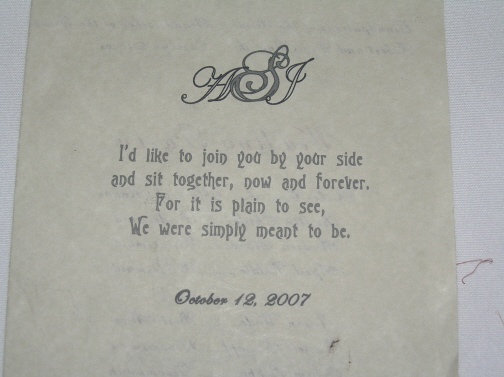 ASJ
I'd like to join you by your side
and sit together, now and forever.
For it is plain to see,
We were simply meant to be.
October 12, 2007